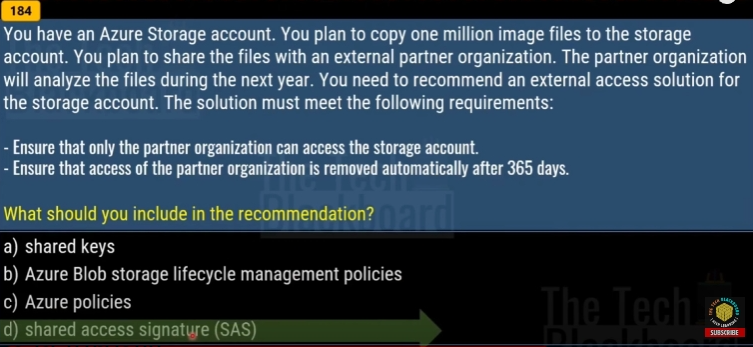 184
You have an Azure Storage account. You plan to copy one million image files to the storage
account. You plan to share the files with an external partner organization. The partner organization
will analyze the files during the next year. You need to recommend an external access solution for
the storage account. The solution must meet the following requirements:
- Ensure that only the partner organization can access the storage account.
- Ensure that access of the partner organization is removed automatically after 365 days.
What should you include in the recommendation?
a) shared keys
b) Azure Blob storage lifecycle management policies
c) Azure policies
d) shared access signature (SAS)
The Tech
Blackboard
The Tech
SUBSCRIBE